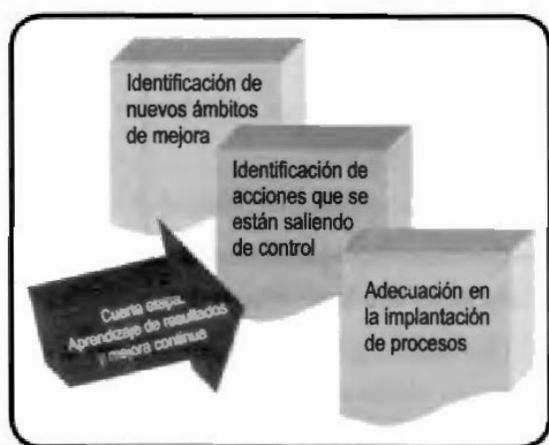 Identificación de
nuevos ámbitos
de mejora
Identificación de
acciones que se
están saliendo
de control
Adecuación en
la implantación
de procesos
Cuarta etapa.
Aprendizaje de resultados
y mejora continua